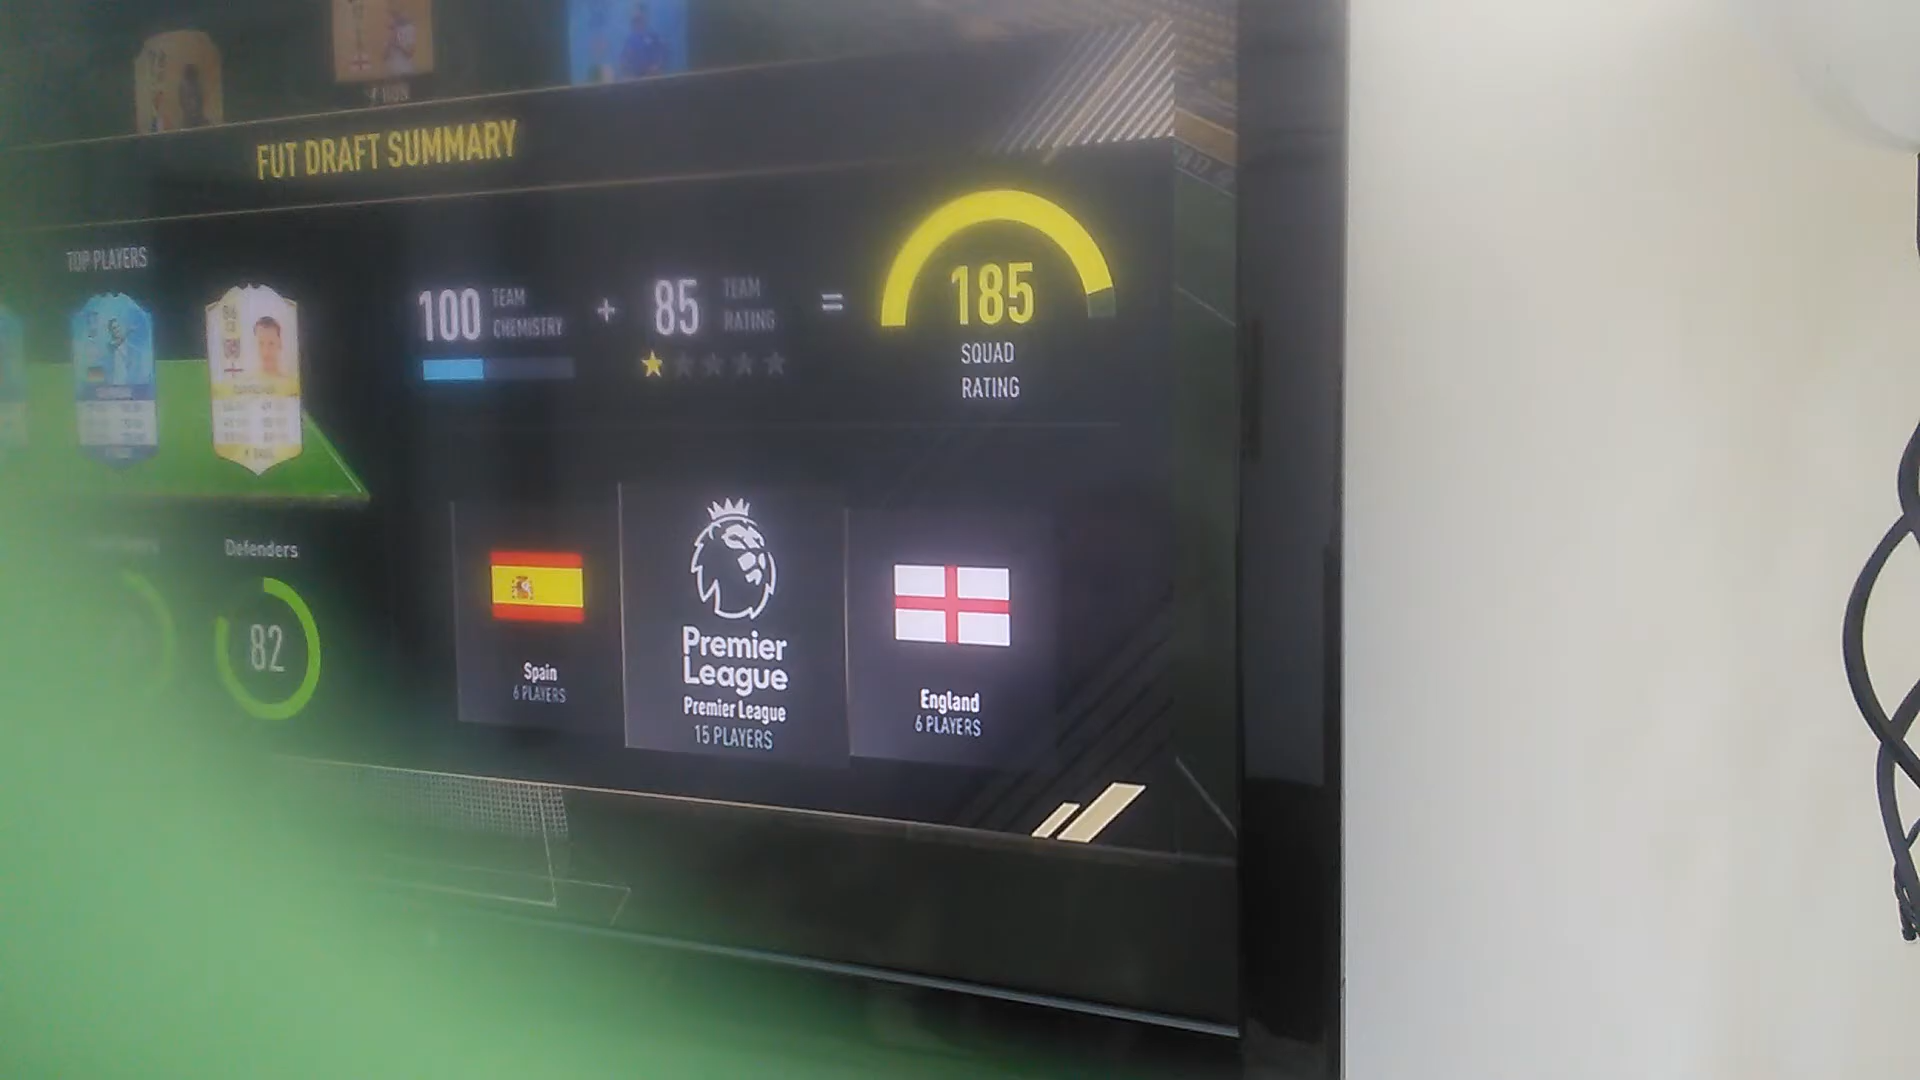 FUT DRAFT SUMMARY
TOP PLAYERS
100 TEAM CHEMISTRY
+
85 TEAM RATING
=
185
SQUAD
RATING
86
Defenders
82
Spain
6 PLAYERS
Premier
League
Premier League
15 PLAYERS
England
6 PLAYERS